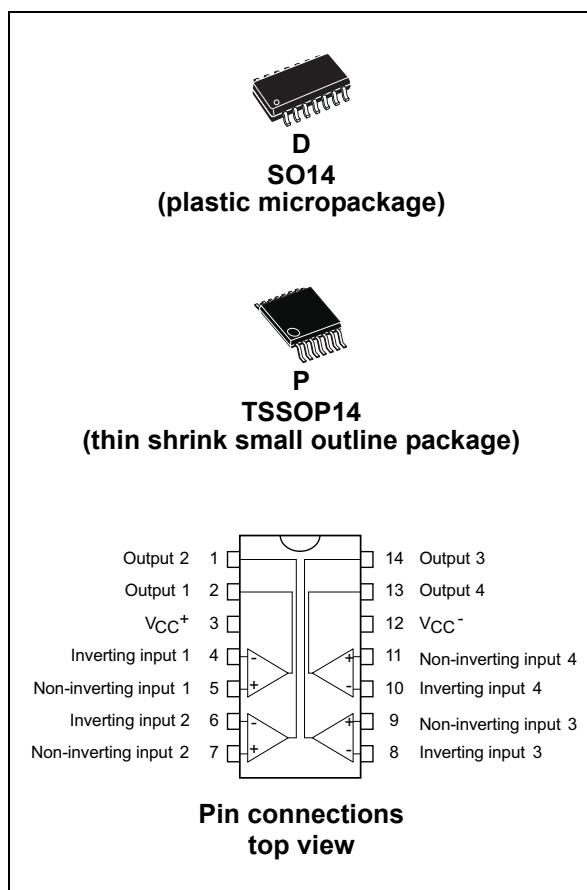 D
SO14
(plastic micropackage)
P
TSSOP14
(thin shrink small outline package)
Output 2 1 14 Output 3
Output 1 2 13 Output 4
VCC+ 3 12 VCC-
Inverting input 1 4 - + 11 Non-inverting input 4
Non-inverting input 1 5 + - 10 Inverting input 4
Inverting input 2 6 - + 9 Non-inverting input 3
Non-inverting input 2 7 + - 8 Inverting input 3
Pin connections
top view